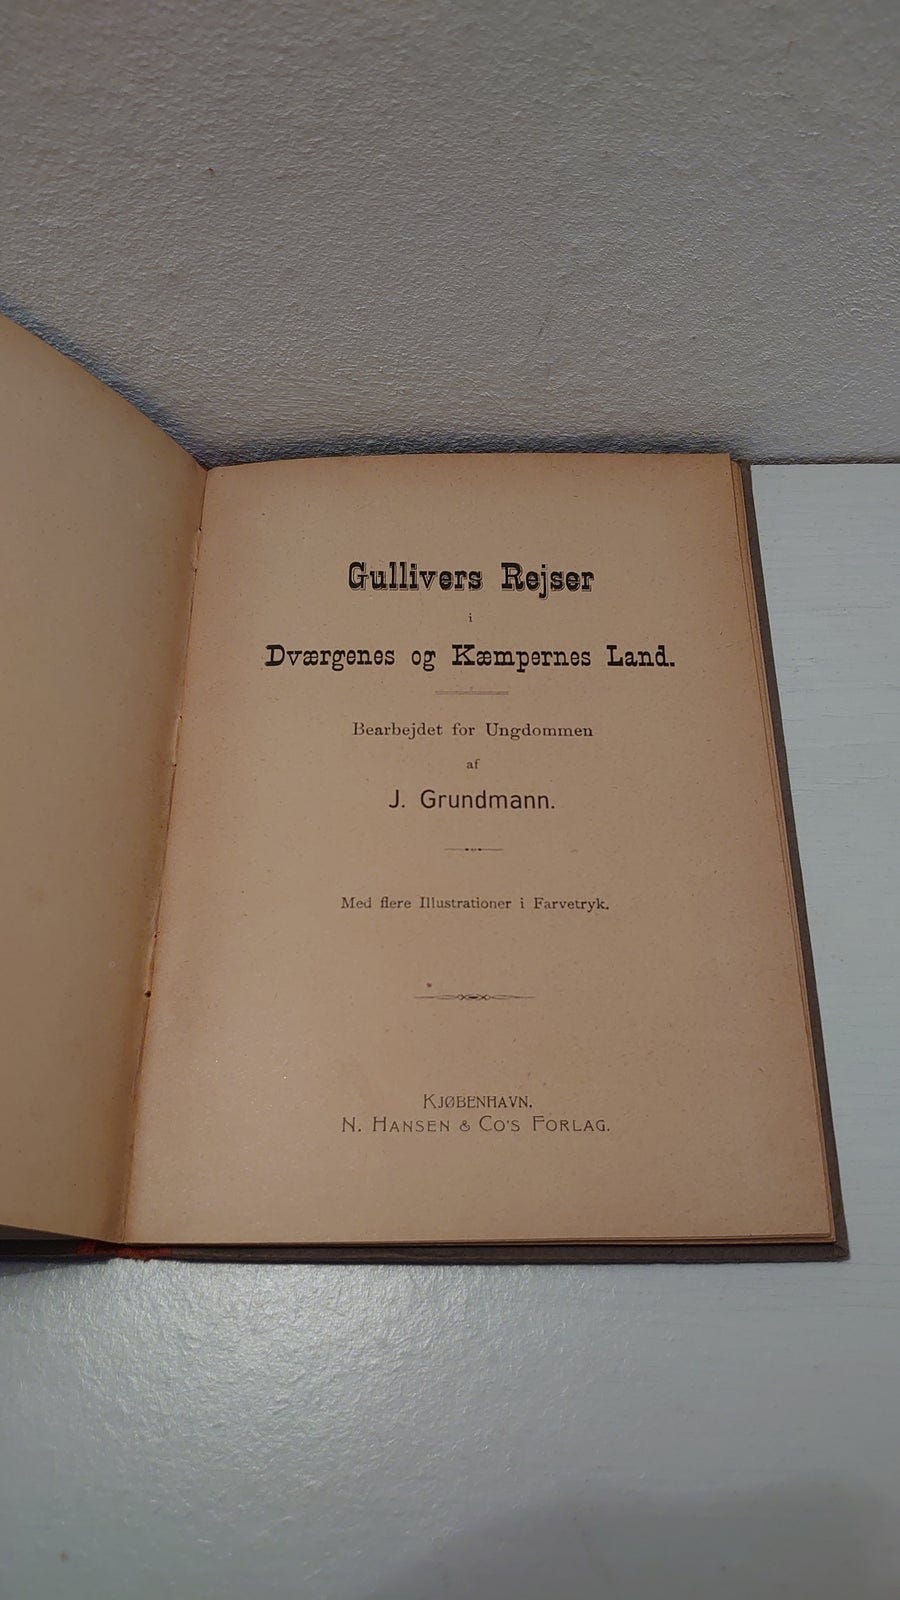 Gullivers Rejser
i
Dværgenes og Kæmpernes Land.
Bearbejdet for Ungdommen
af
J. Grundmann.
Med flere Illustrationer i Farvetryk.
KJØBENHAVN.
N. HANSEN & CO'S FORLAG.